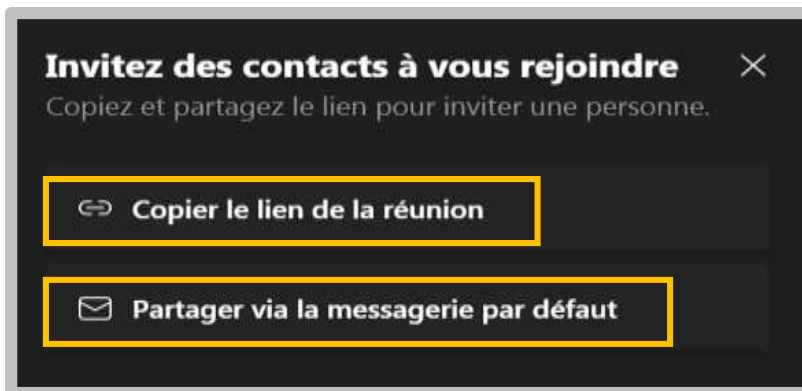 Invitez des contacts à vous rejoindre
Copiez et partagez le lien pour inviter une personne.
Copier le lien de la réunion
Partager via la messagerie par défaut